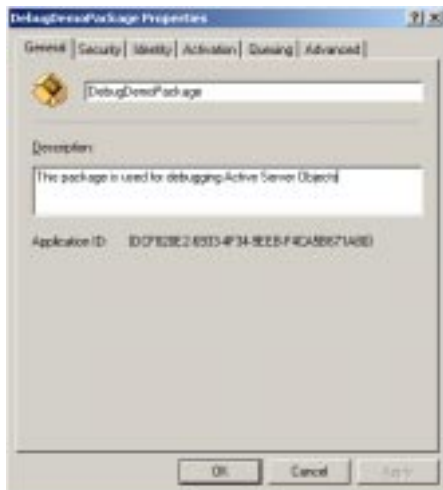 DebugDemoPackage Properties
General Security Identity Activation Queuing Advanced
DebugDemoPackage
Description:
This package is used for debugging Active Server Objects
Application ID:
OK Cancel Apply